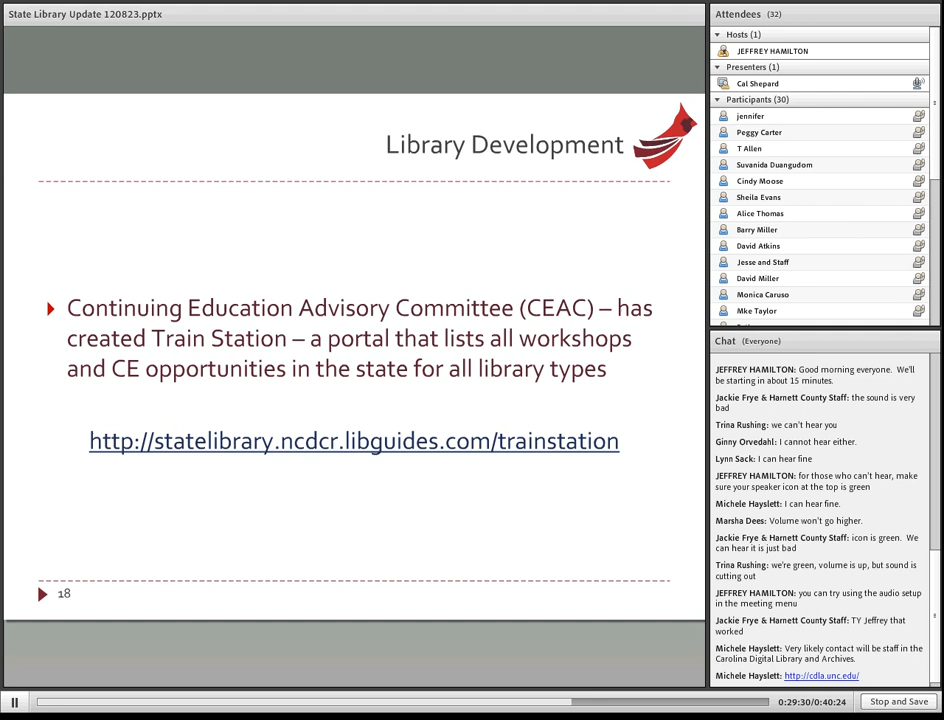 State Library Update 120823.pptx
Library Development
Continuing Education Advisory Committee (CEAC) – has
created Train Station – a portal that lists all workshops
and CE opportunities in the state for all library types
http://statelibrary.ncdcr.libguides.com/trainstation
18
Attendees (32)
Hosts (1)
JEFFREY HAMILTON
Presenters (1)
Cal Shepard
Participants (30)
jennifer
Peggy Carter
T Allen
Suvanida Duangudom
Cindy Moose
Sheila Evans
Alice Thomas
Barry Miller
David Atkins
Jesse and Staff
David Miller
Monica Caruso
Mke Taylor
Chat (Everyone)
JEFFREY HAMILTON: Good morning everyone. We'll
be starting in about 15 minutes.
Jackie Frye & Harnett County Staff: the sound is very
bad
Trina Rushing: we can't hear you
Ginny Orvedahl: I cannot hear either.
Lynn Sack: I can hear fine
JEFFREY HAMILTON: for those who can't hear, make
sure your speaker icon at the top is green
Michele Hayslett: I can hear fine.
Marsha Dees: Volume won't go higher.
Jackie Frye & Harnett County Staff: icon is green. We
can hear it is just bad
Trina Rushing: we're green, volume is up, but sound is
cutting out
JEFFREY HAMILTON: you can try using the audio setup
in the meeting menu
Jackie Frye & Harnett County Staff: TY Jeffrey that
worked
Michele Hayslett: Very likely contact will be staff in the
Carolina Digital Library and Archives.
Michele Hayslett: http://cdla.unc.edu/
0:29:30/0:40:24
Stop and Save